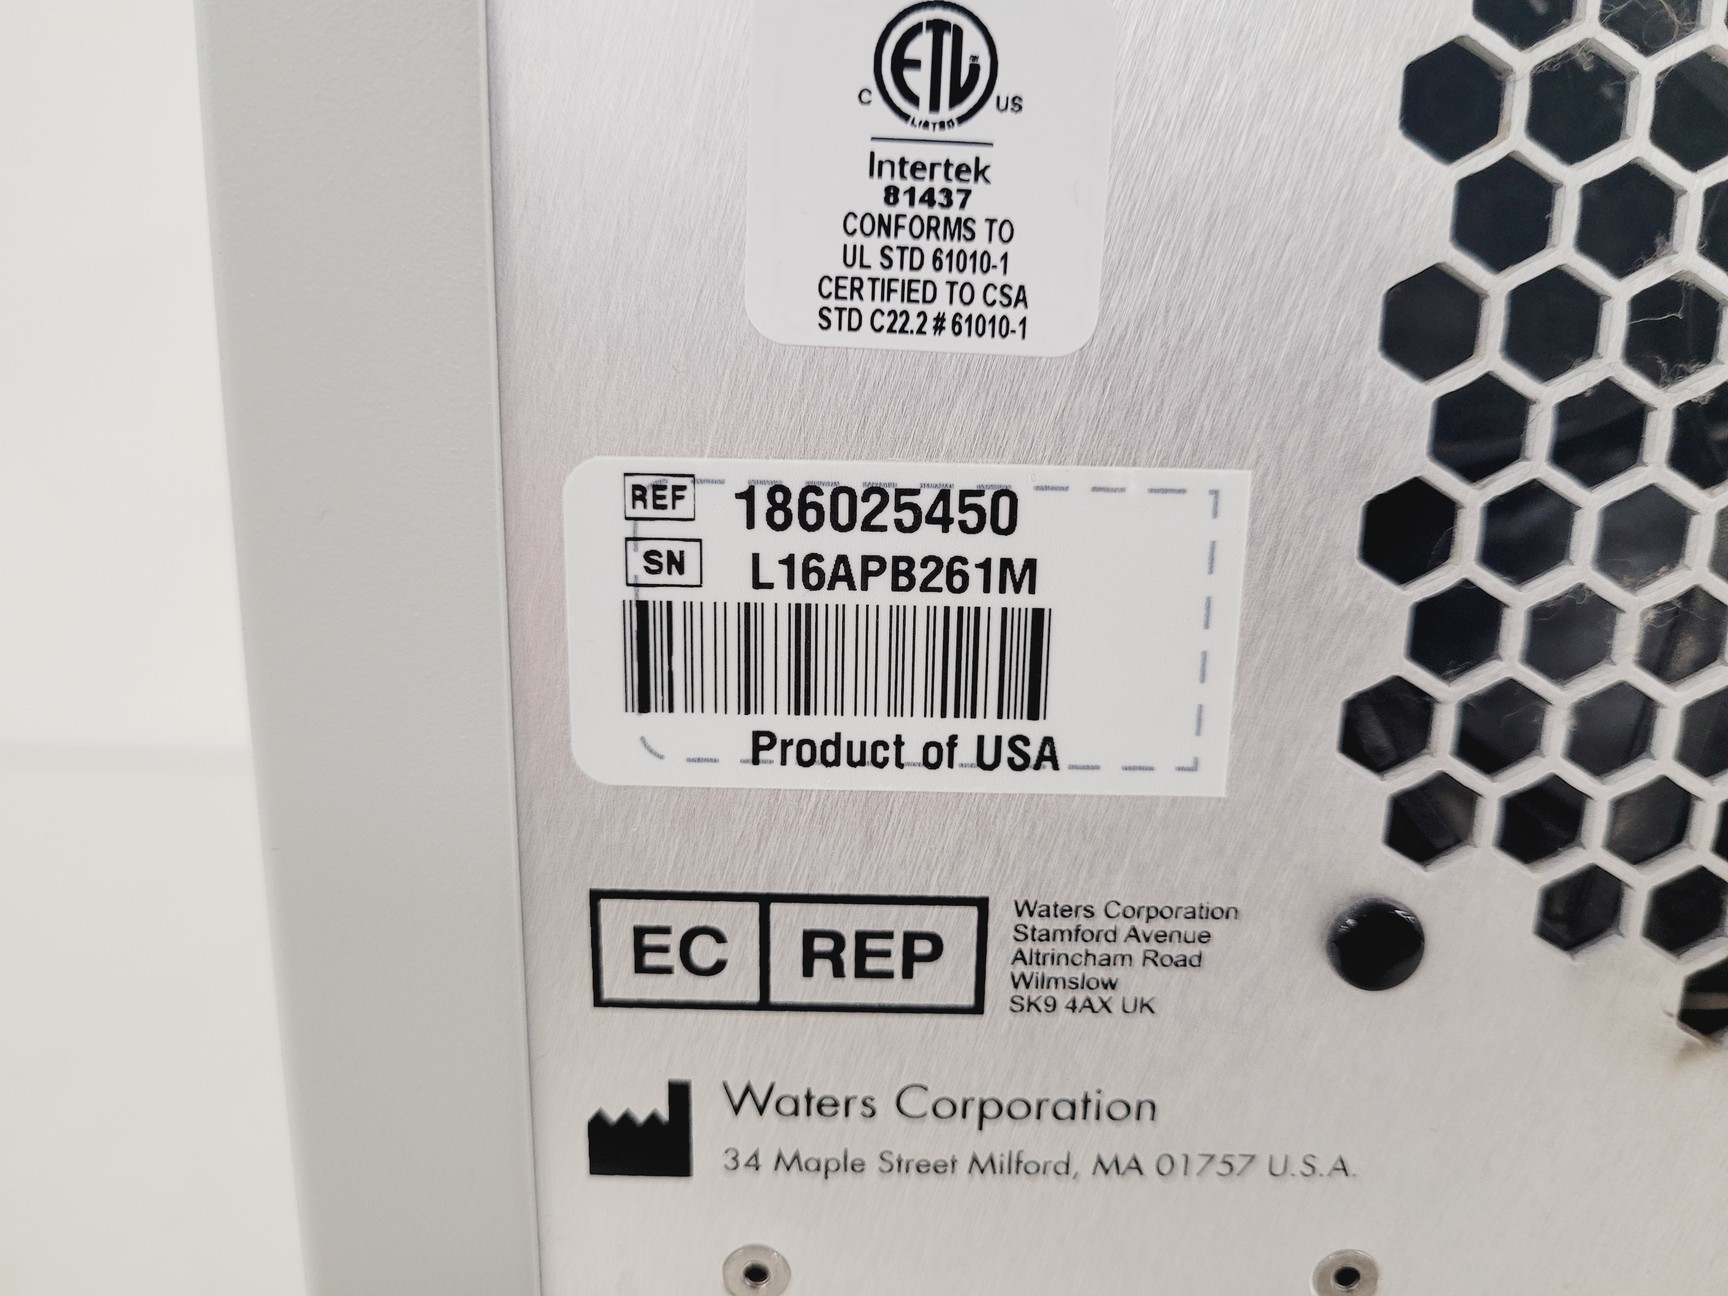 ETL
C US
LISTED
Intertek
81437
CONFORMS TO
UL STD 61010-1
CERTIFIED TO CSA
STD C22.2 # 61010-1
REF 186025450
SN L16APB261M
Product of USA
EC REP
Waters Corporation
Stamford Avenue
Altrincham Road
Wilmslow
SK9 4AX UK
Waters Corporation
34 Maple Street Milford, MA 01757 U.S.A.